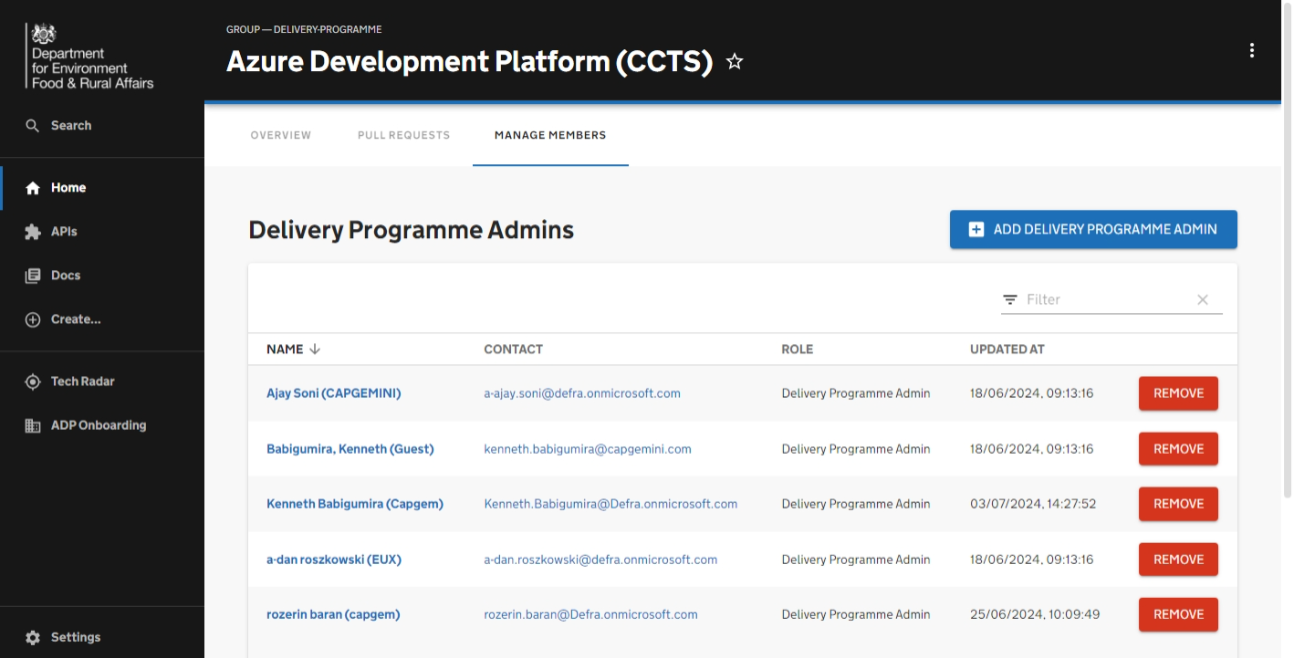 Department
for Environment
Food & Rural Affairs
Search
Home
APIs
Docs
Create...
Tech Radar
ADP Onboarding
Settings
GROUP — DELIVERY-PROGRAMME
Azure Development Platform (CCTS)
OVERVIEW PULL REQUESTS MANAGE MEMBERS
Delivery Programme Admins
ADD DELIVERY PROGRAMME ADMIN
Filter
NAME CONTACT ROLE UPDATED AT
Ajay Soni (CAPGEMINI) a-ajay.soni@defra.onmicrosoft.com Delivery Programme Admin 18/06/2024, 09:13:16 REMOVE
Babigumira, Kenneth (Guest) kenneth.babigumira@capgemini.com Delivery Programme Admin 18/06/2024, 09:13:16 REMOVE
Kenneth Babigumira (Capgem) Kenneth.Babigumira@Defra.onmicrosoft.com Delivery Programme Admin 03/07/2024, 14:27:52 REMOVE
a-dan roszkowski (EUX) a-dan.roszkowski@defra.onmicrosoft.com Delivery Programme Admin 18/06/2024, 09:13:16 REMOVE
rozerin baran (capgem) rozerin.baran@Defra.onmicrosoft.com Delivery Programme Admin 25/06/2024, 10:09:49 REMOVE